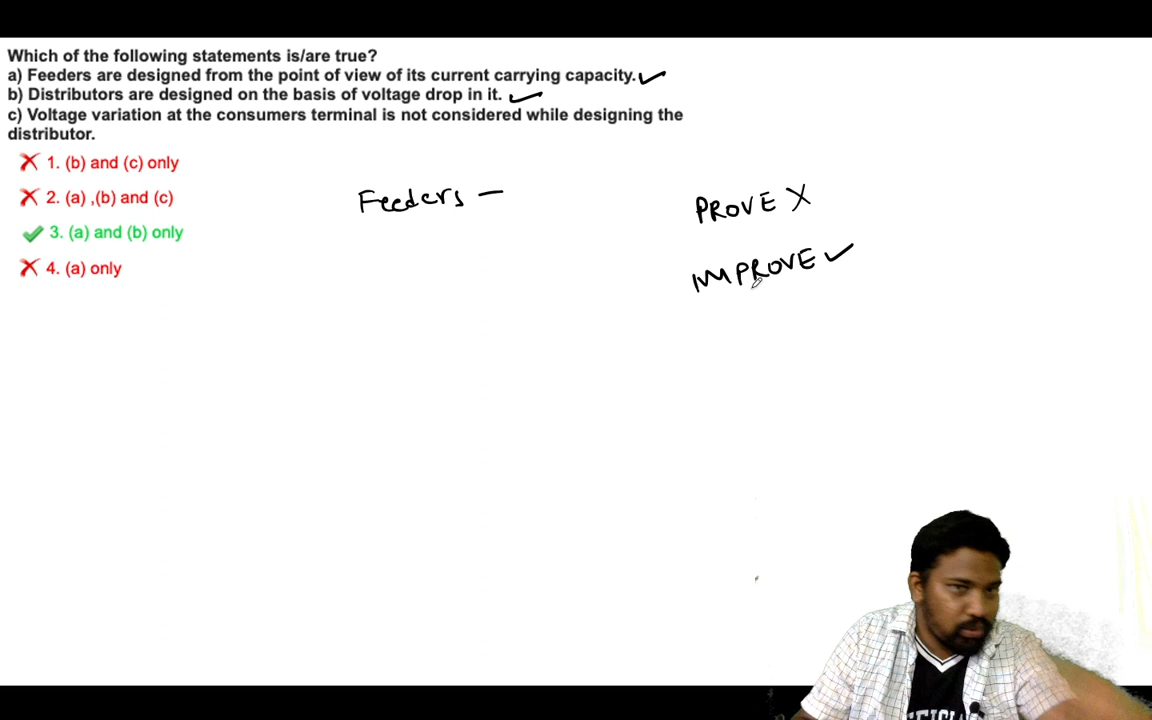 Which of the following statements is/are true?
a) Feeders are designed from the point of view of its current carrying capacity.
b) Distributors are designed on the basis of voltage drop in it.
c) Voltage variation at the consumers terminal is not considered while designing the
distributor.
1. (b) and (c) only
2. (a) ,(b) and (c)
3. (a) and (b) only
4. (a) only
Feeders –
PROVE X
IMPROVE ✓